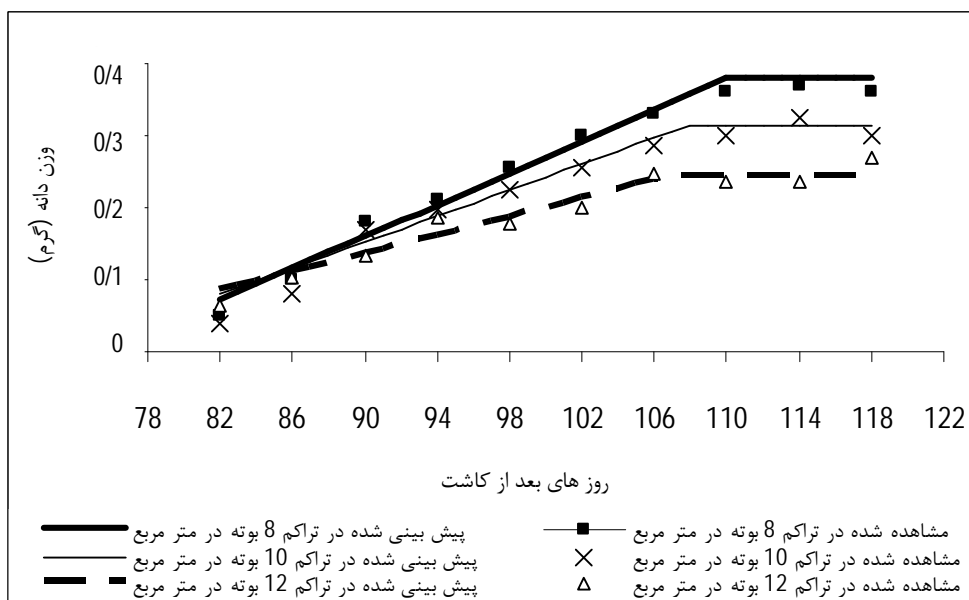 0/4
0/3
0/2
0/1
0
وزن دانه (گرم)
78 82 86 90 94 98 102 106 110 114 118 122
روز های بعد از کاشت
مشاهده شده در تراکم 8 بوته در متر مربع
پیش بینی شده در تراکم 8 بوته در متر مربع
مشاهده شده در تراکم 10 بوته در متر مربع
پیش بینی شده در تراکم 10 بوته در متر مربع
مشاهده شده در تراکم 12 بوته در متر مربع
پیش بینی شده در تراکم 12 بوته در متر مربع